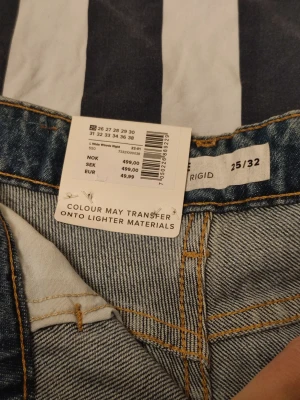 25 26 27 28 29 30
31 32 33 34 36 38
NOK 499,00
SEK 499,00
EUR 49,99
COLOUR MAY TRANSFER
ONTO LIGHTER MATERIALS
25/32
RIGID